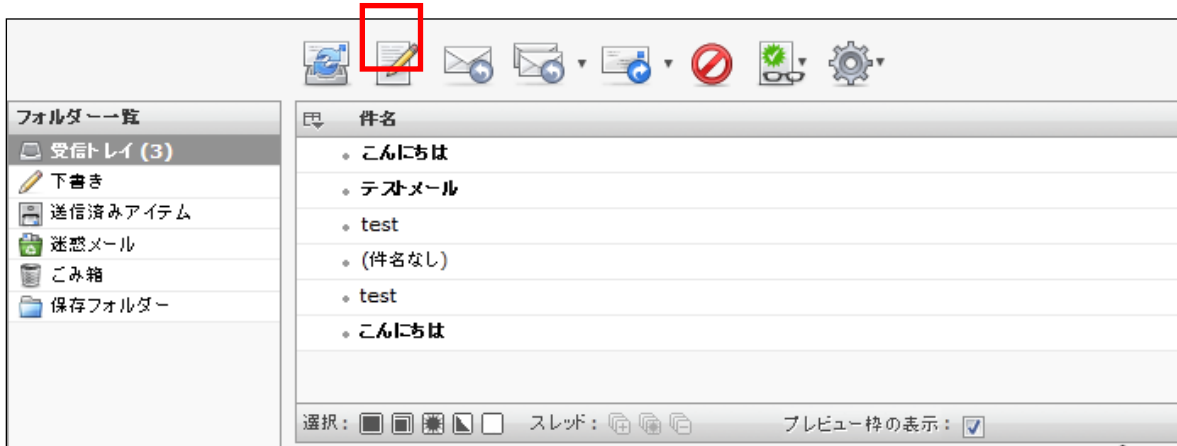 フォルダー一覧
受信トレイ (3)
下書き
送信済みアイテム
迷惑メール
ごみ箱
保存フォルダー
件名
こんにちは
テストメール
test
(件名なし)
test
こんにちは
選択: スレッド: プレビュー枠の表示: